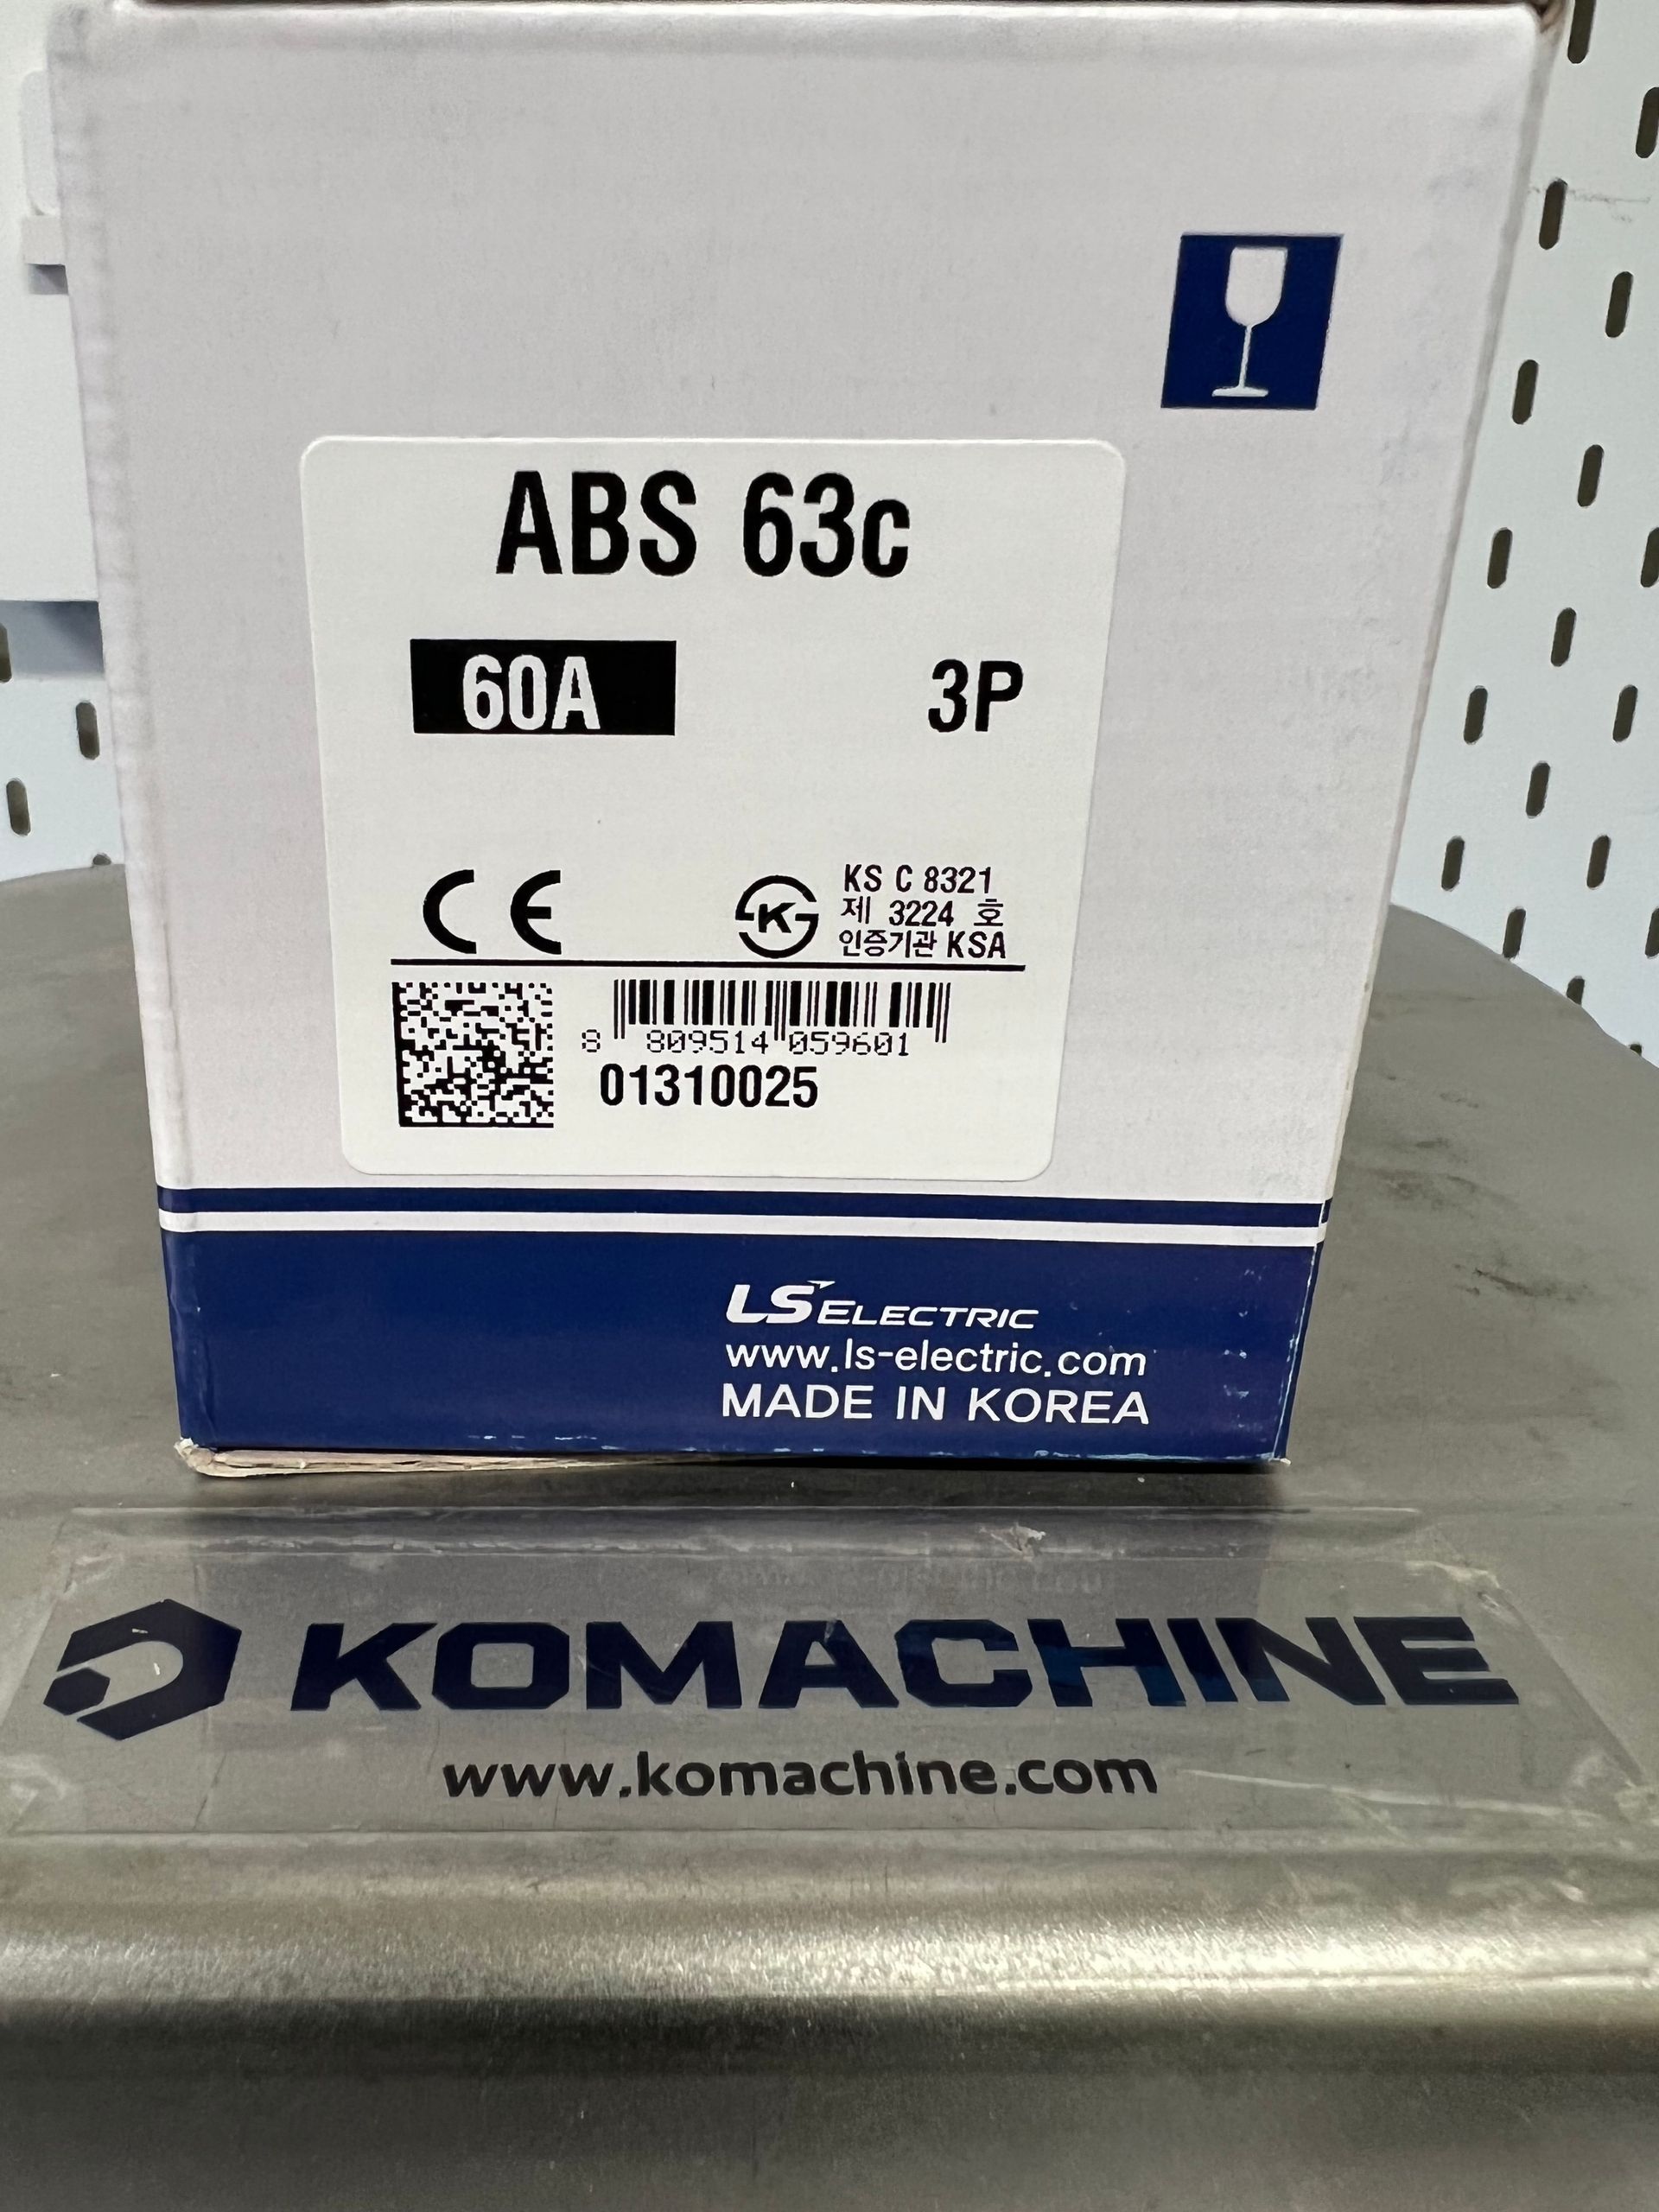 ABS 63c
60A 3P
CE
KS C 8321
제 3224 호
인증기관 KSA
8 809514 059601
01310025
LS ELECTRIC
www.ls-electric.com
MADE IN KOREA
KOMACHINE
www.komachine.com